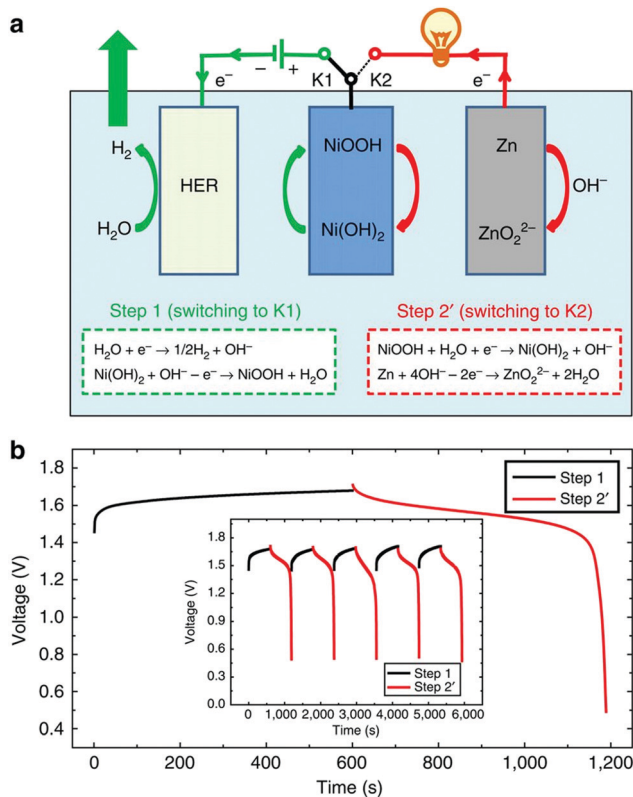 a
e⁻
−
+
K1
K2
e⁻
H₂
H₂O
HER
NiOOH
Ni(OH)₂
Zn
ZnO₂²⁻
OH⁻
Step 1 (switching to K1)
Step 2′ (switching to K2)
H₂O + e⁻ → 1/2H₂ + OH⁻
Ni(OH)₂ + OH⁻ − e⁻ → NiOOH + H₂O
NiOOH + H₂O + e⁻ → Ni(OH)₂ + OH⁻
Zn + 4OH⁻ − 2e⁻ → ZnO₂²⁻ + 2H₂O
b
Voltage (V)
1.8
1.6
1.4
1.2
1.0
0.8
0.6
0.4
Step 1
Step 2′
Voltage (V)
1.8
1.5
1.2
0.9
0.6
0.3
0.0
Step 1
Step 2′
0 1,000 2,000 3,000 4,000 5,000 6,000
Time (s)
0 200 400 600 800 1,000 1,200
Time (s)